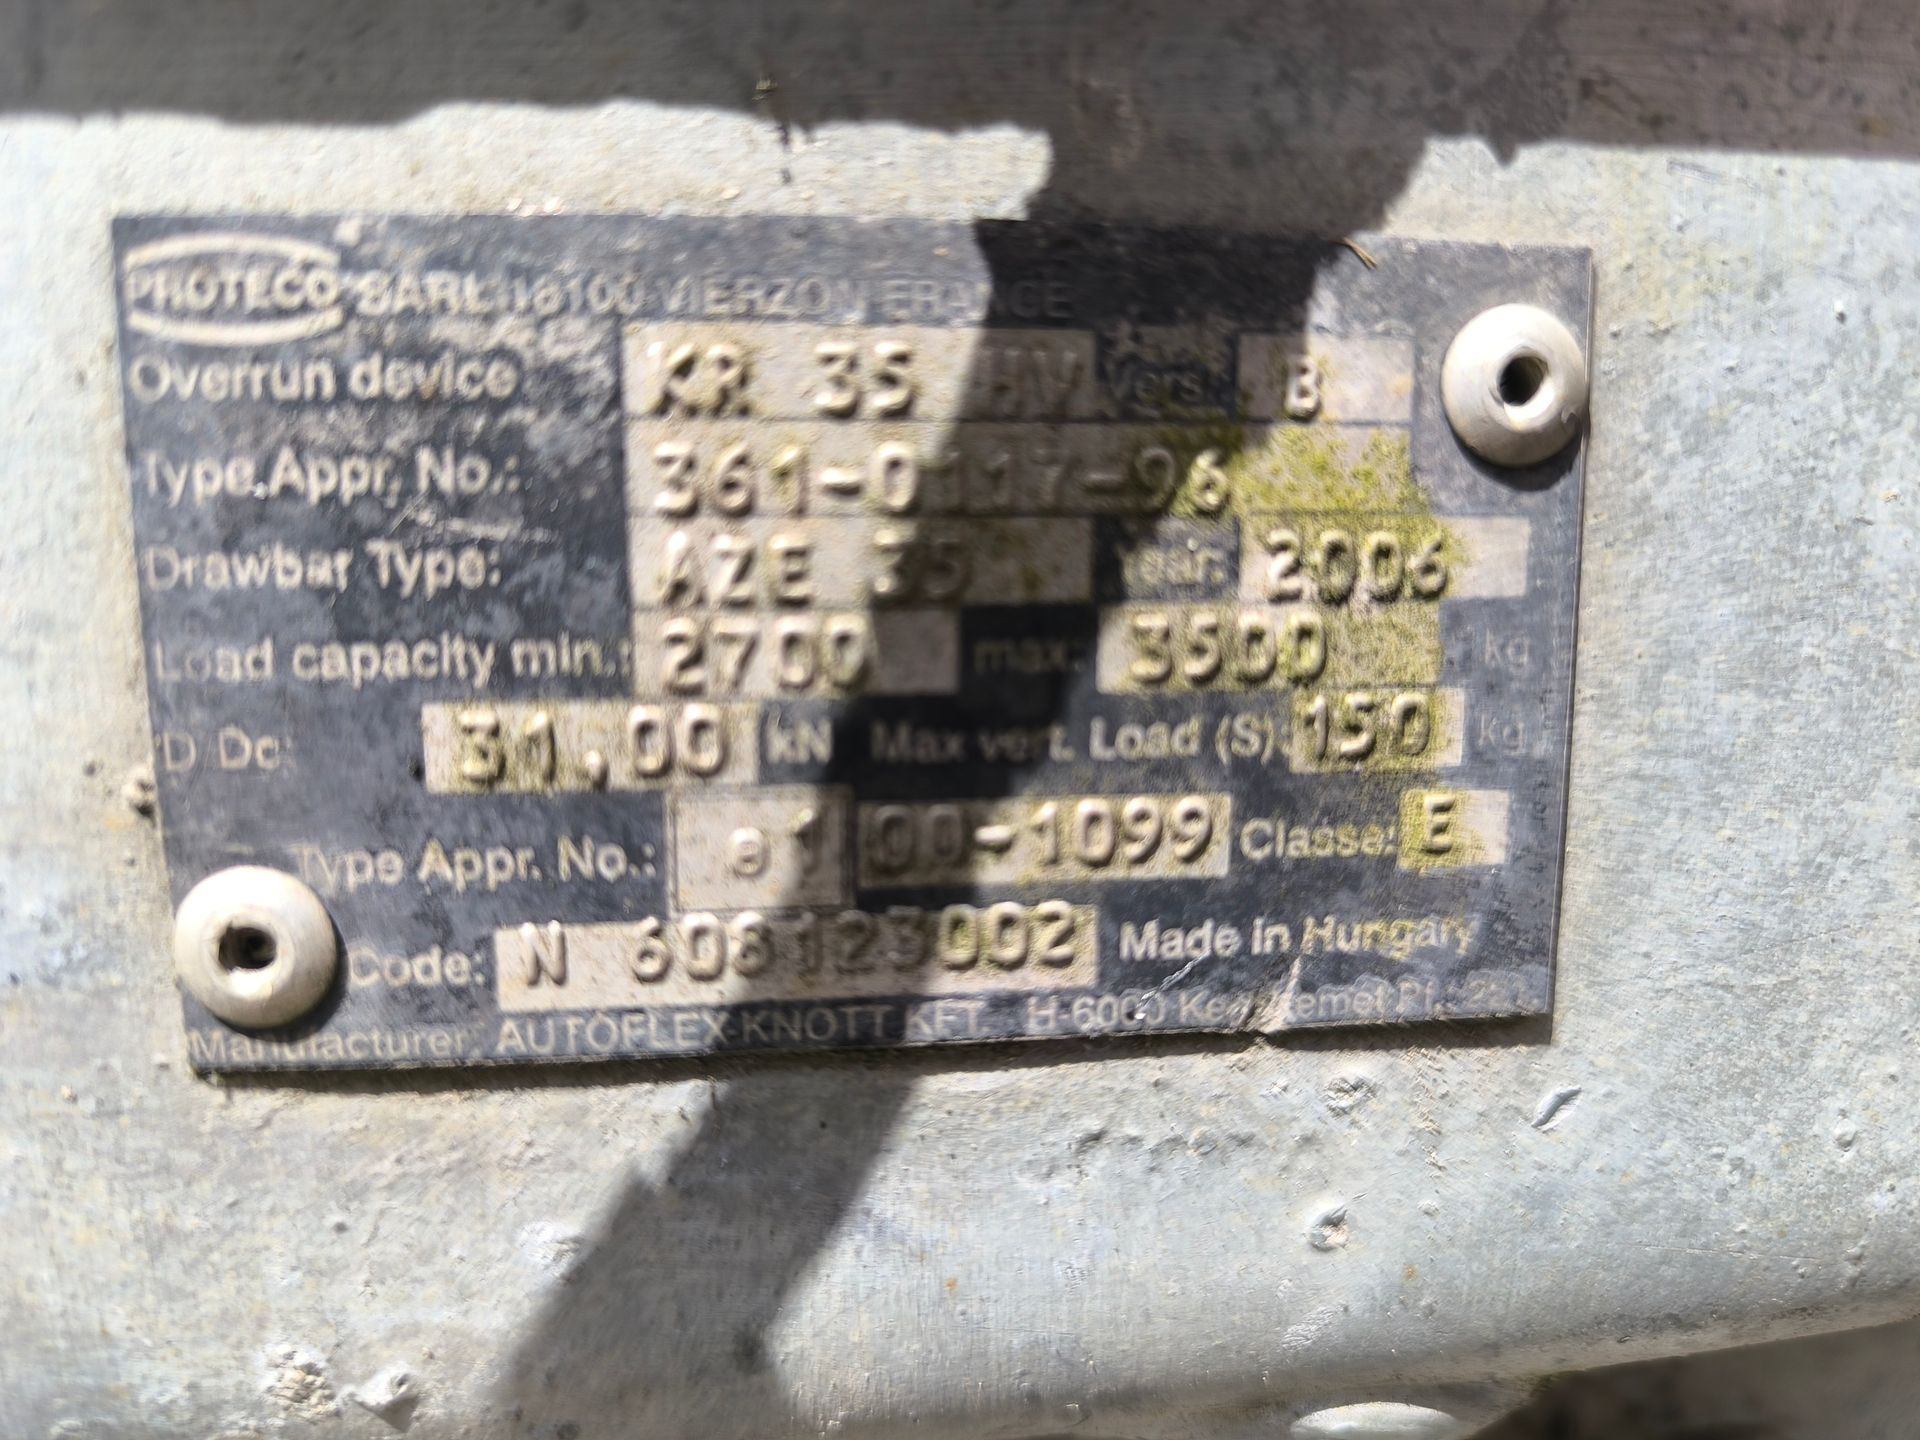 PROTECO SARL 18100 VIERZON FRANCE
Overrun device KR 35 HV Vers. B
Type Appr. No.: 361-0117-96
Drawbar Type: AZE 35 Year: 2006
Load capacity min.: 2700 max: 3500 kg
D/Dc: 31.00 kN Max vert. Load (S): 150 kg
Type Appr. No.: e1 00-1099 Classe: E
Code: N 608123002 Made in Hungary
Manufacturer: AUTOFLEX-KNOTT KFT. H-6000 Kecskemét Pf.: